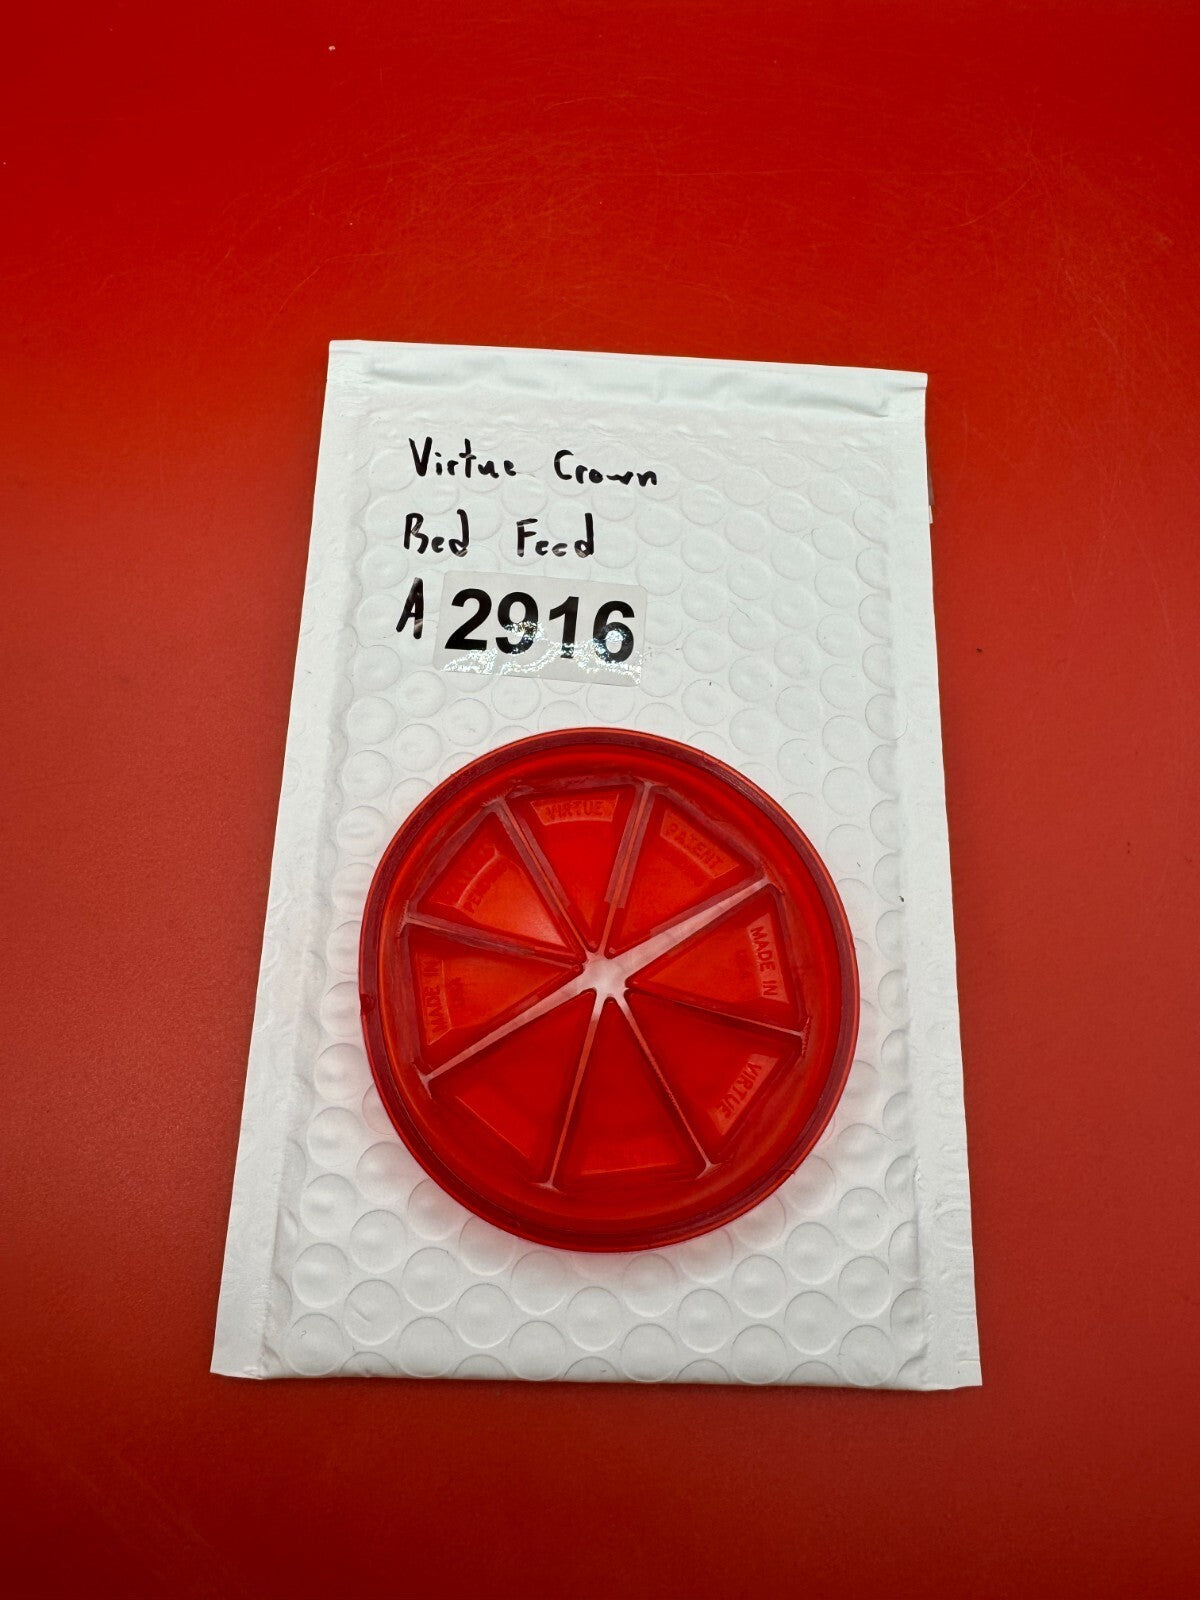 Virtue Crown
Red Feed
A 2916
VIRTUE
PATENT
MADE IN
VIRTUE
MADE IN